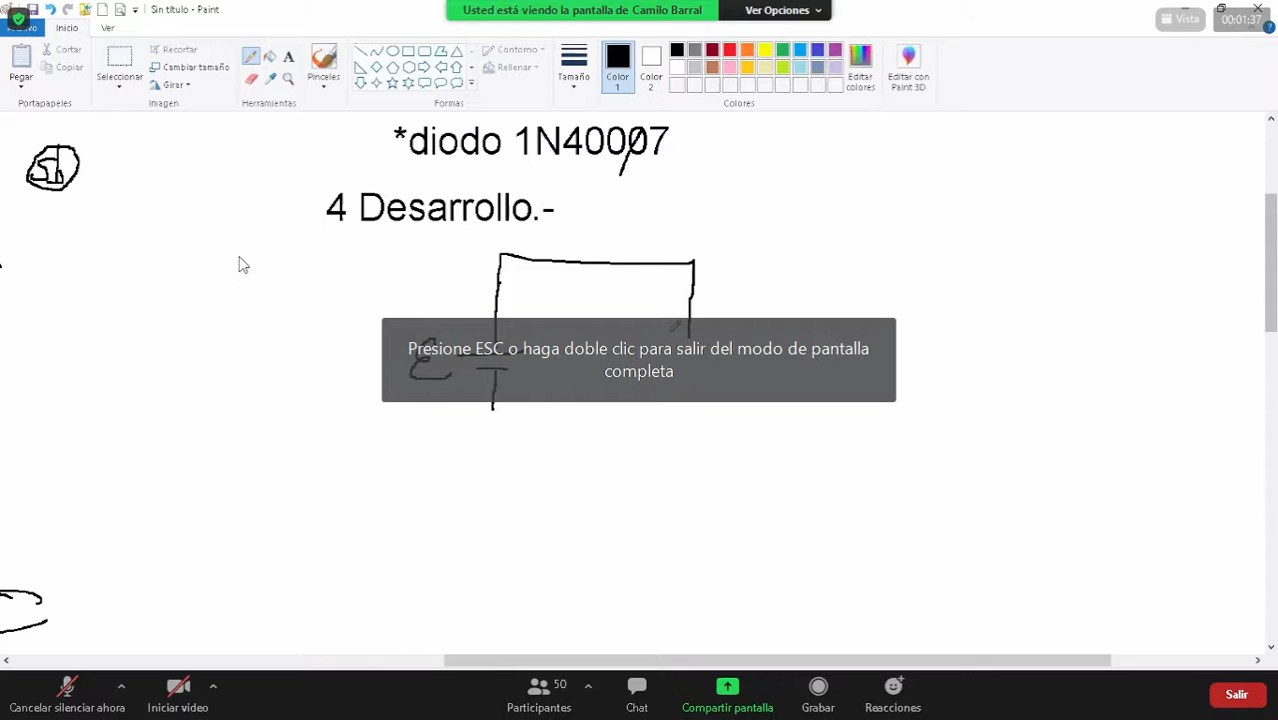 Sin título - Paint
Usted está viendo la pantalla de Camilo Barral
Ver Opciones
Vista
00:01:37
Archivo
Inicio
Ver
Pegar
Cortar
Copiar
Portapapeles
Seleccionar
Recortar
Cambiar tamaño
Girar
Imagen
A
Herramientas
Pinceles
Contorno
Rellenar
Formas
Tamaño
Color
1
Color
2
Editar
colores
Colores
Editar con
Paint 3D
*diodo 1N40007
4 Desarrollo.-
Si
ε
Presione ESC o haga doble clic para salir del modo de pantalla
completa
Cancelar silenciar ahora
Iniciar video
50
Participantes
Chat
Compartir pantalla
Grabar
Reacciones
Salir